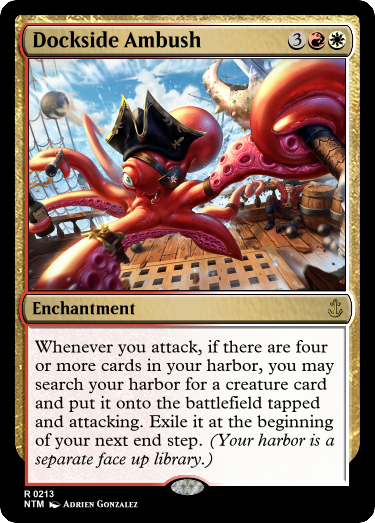 Dockside Ambush 3
Enchantment
Whenever you attack, if there are four
or more cards in your harbor, you may
search your harbor for a creature card
and put it onto the battlefield tapped
and attacking. Exile it at the beginning
of your next end step. (Your harbor is a
separate face up library.)
R 0213
NTM Adrien Gonzalez